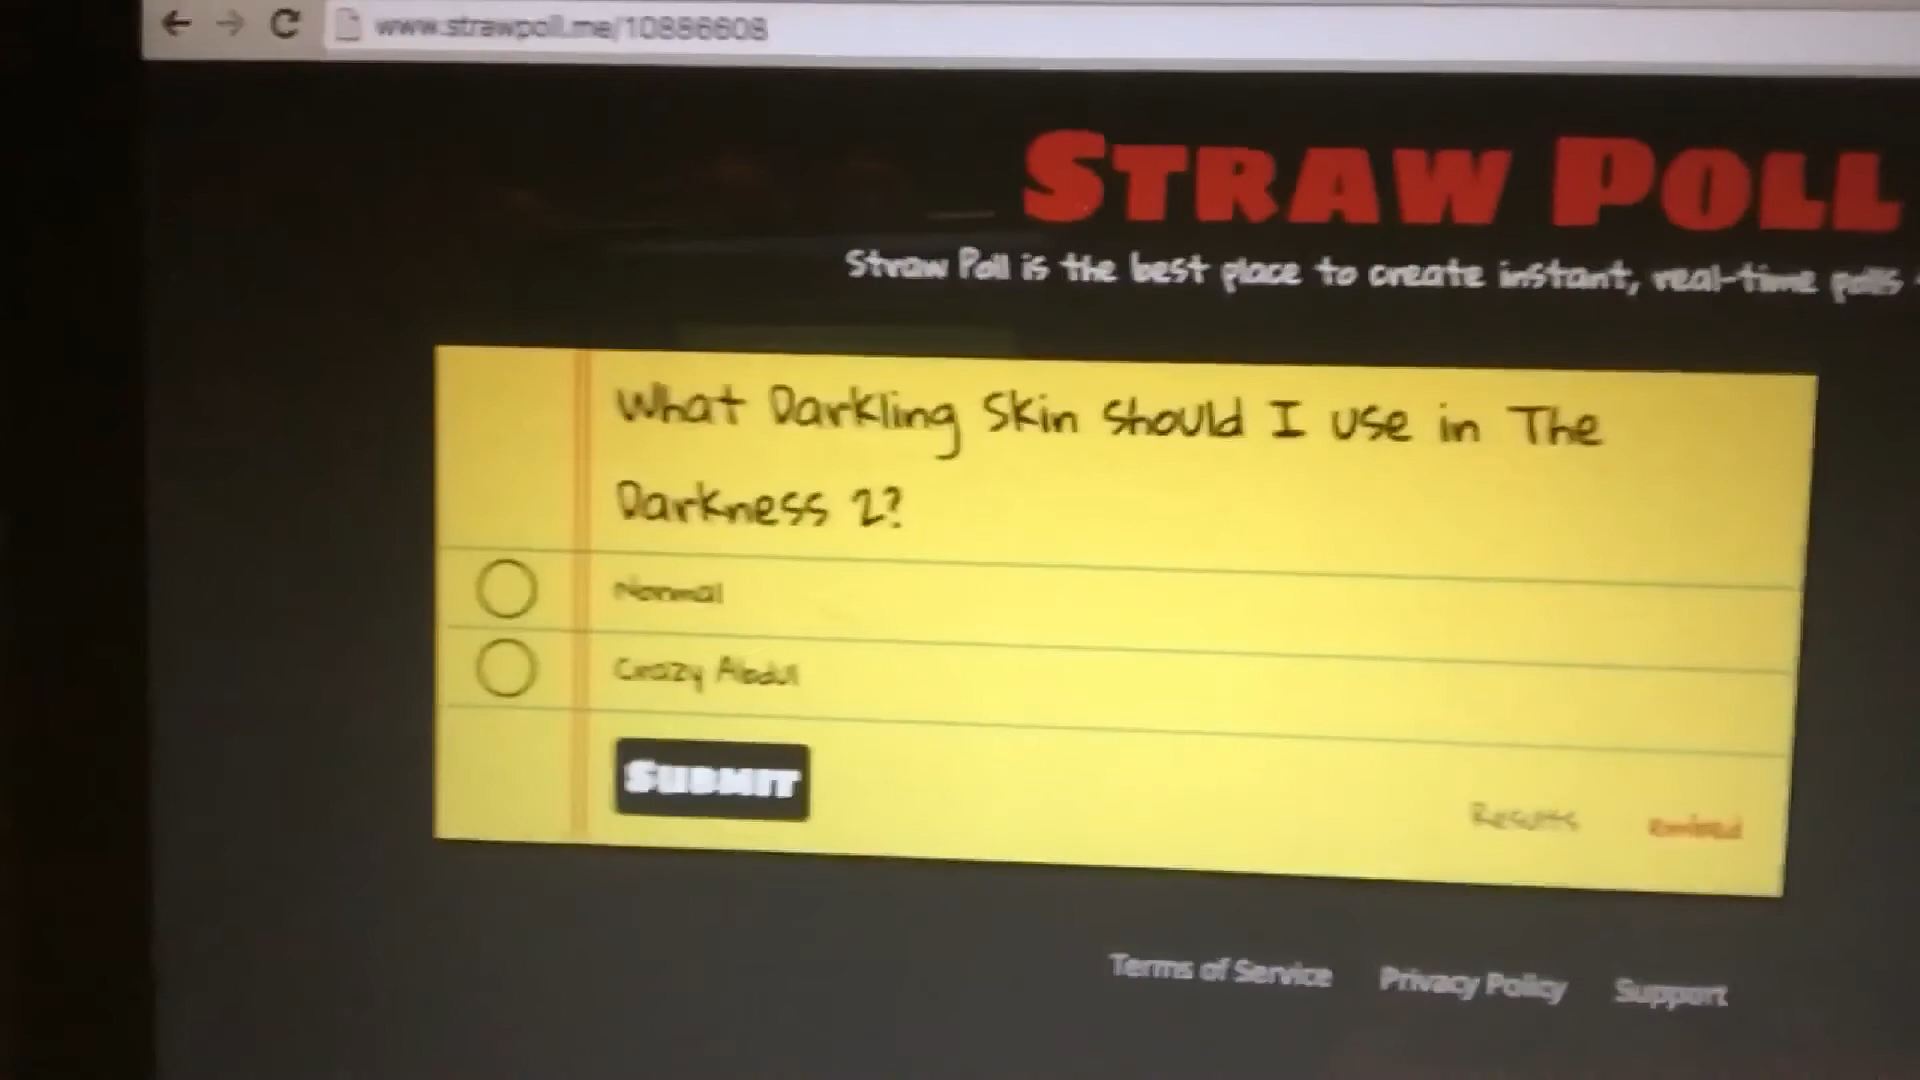 www.strawpoll.me/10886608
STRAW POLL
Straw Poll is the best place to create instant, real-time polls
What Darkling Skin should I use in The
Darkness 2?
Normal
Crazy Abdul
SUBMIT
Results
Terms of Service Privacy Policy Support